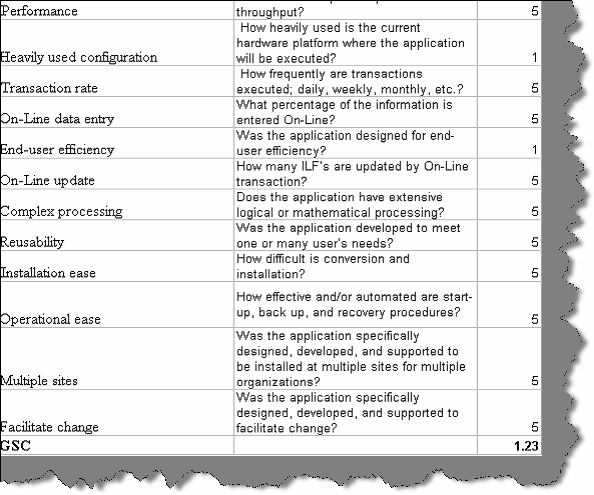 Performance throughput? 5
How heavily used is the current
hardware platform where the application
Heavily used configuration will be executed? 1
How frequently are transactions
Transaction rate executed; daily, weekly, monthly, etc.? 5
What percentage of the information is
On-Line data entry entered On-Line? 5
Was the application designed for end-
End-user efficiency user efficiency? 1
How many ILF's are updated by On-Line
On-Line update transaction? 5
Does the application have extensive
Complex processing logical or mathematical processing? 5
Was the application developed to meet
Reusability one or many user's needs? 5
How difficult is conversion and
Installation ease installation? 5
How effective and/or automated are start-
Operational ease up, back up, and recovery procedures? 5
Was the application specifically
designed, developed, and supported to
be installed at multiple sites for multiple
Multiple sites organizations? 5
Was the application specifically
designed, developed, and supported to
Facilitate change facilitate change? 5
GSC 1.23